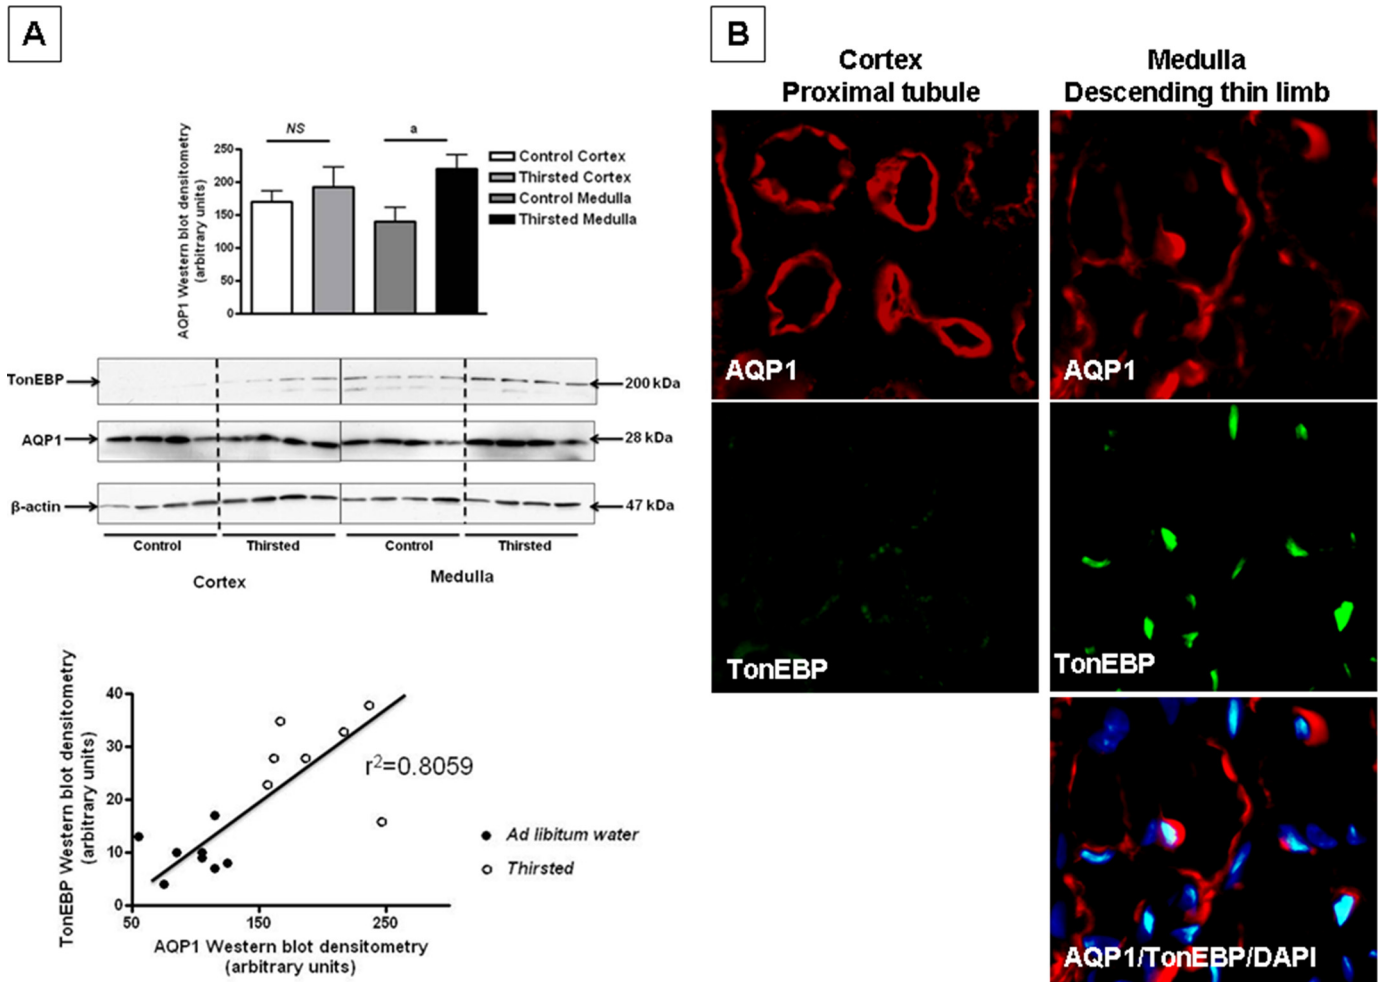 A
AQP1 Western blot densitometry
(arbitrary units)
250
200
150
100
50
0
NS
a
Control Cortex
Thirsted Cortex
Control Medulla
Thirsted Medulla
TonEBP
200 kDa
AQP1
28 kDa
β-actin
47 kDa
Control
Thirsted
Control
Thirsted
Cortex
Medulla
TonEBP Western blot densitometry
(arbitrary units)
40
30
20
10
0
50
150
250
r²=0.8059
Ad libitum water
Thirsted
AQP1 Western blot densitometry
(arbitrary units)
B
Cortex
Proximal tubule
Medulla
Descending thin limb
AQP1
AQP1
TonEBP
TonEBP
AQP1/TonEBP/DAPI